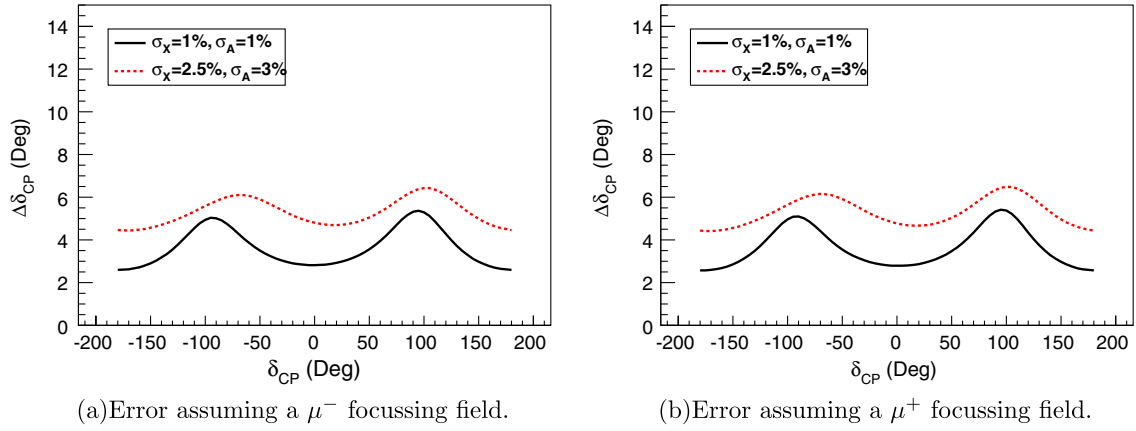 Δδ_CP (Deg)
14
12
10
8
6
4
2
0
σ_X=1%, σ_A=1%
σ_X=2.5%, σ_A=3%
-200 -150 -100 -50 0 50 100 150 200
δ_CP (Deg)
(a)Error assuming a μ⁻ focussing field.
Δδ_CP (Deg)
14
12
10
8
6
4
2
0
σ_X=1%, σ_A=1%
σ_X=2.5%, σ_A=3%
-200 -150 -100 -50 0 50 100 150 200
δ_CP (Deg)
(b)Error assuming a μ⁺ focussing field.